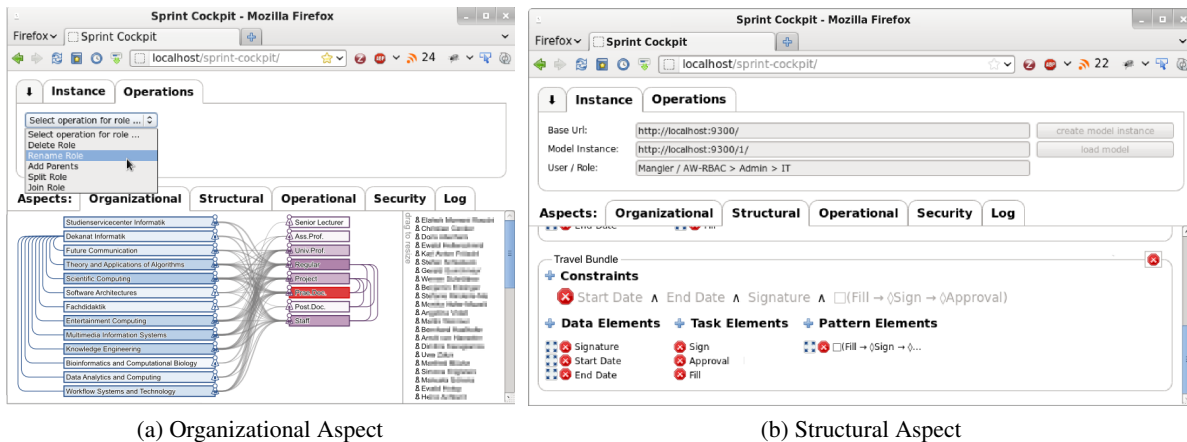 Sprint Cockpit - Mozilla Firefox
Firefox
Sprint Cockpit
localhost/sprint-cockpit/
24
Instance
Operations
Select operation for role ...
Select operation for role ...
Delete Role
Rename Role
Add Parents
Split Role
Join Role
Aspects:
Organizational
Structural
Operational
Security
Log
Studienservicecenter Informatik
Dekanat Informatik
Future Communication
Theory and Applications of Algorithms
Scientific Computing
Software Architectures
Fachdidaktik
Entertainment Computing
Multimedia Information Systems
Knowledge Engineering
Bioinformatics and Computational Biology
Data Analytics and Computing
Workflow Systems and Technology
Senior Lecturer
Ass.Prof.
Univ.Prof.
Regular
Project
Prae.Doc.
Post.Doc.
Staff
drag to resize
(a) Organizational Aspect
Sprint Cockpit - Mozilla Firefox
Firefox
Sprint Cockpit
localhost/sprint-cockpit/
22
Instance
Operations
Base Url:
http://localhost:9300/
create model instance
Model Instance:
http://localhost:9300/1/
load model
User / Role:
Mangler / AW-RBAC > Admin > IT
Aspects:
Organizational
Structural
Operational
Security
Log
End Date
Fill
Travel Bundle
Constraints
Start Date ∧ End Date ∧ Signature ∧ □(Fill → ◊Sign → ◊Approval)
Data Elements
Task Elements
Pattern Elements
Signature
Sign
□(Fill → ◊Sign → ◊...
Start Date
Approval
End Date
Fill
(b) Structural Aspect